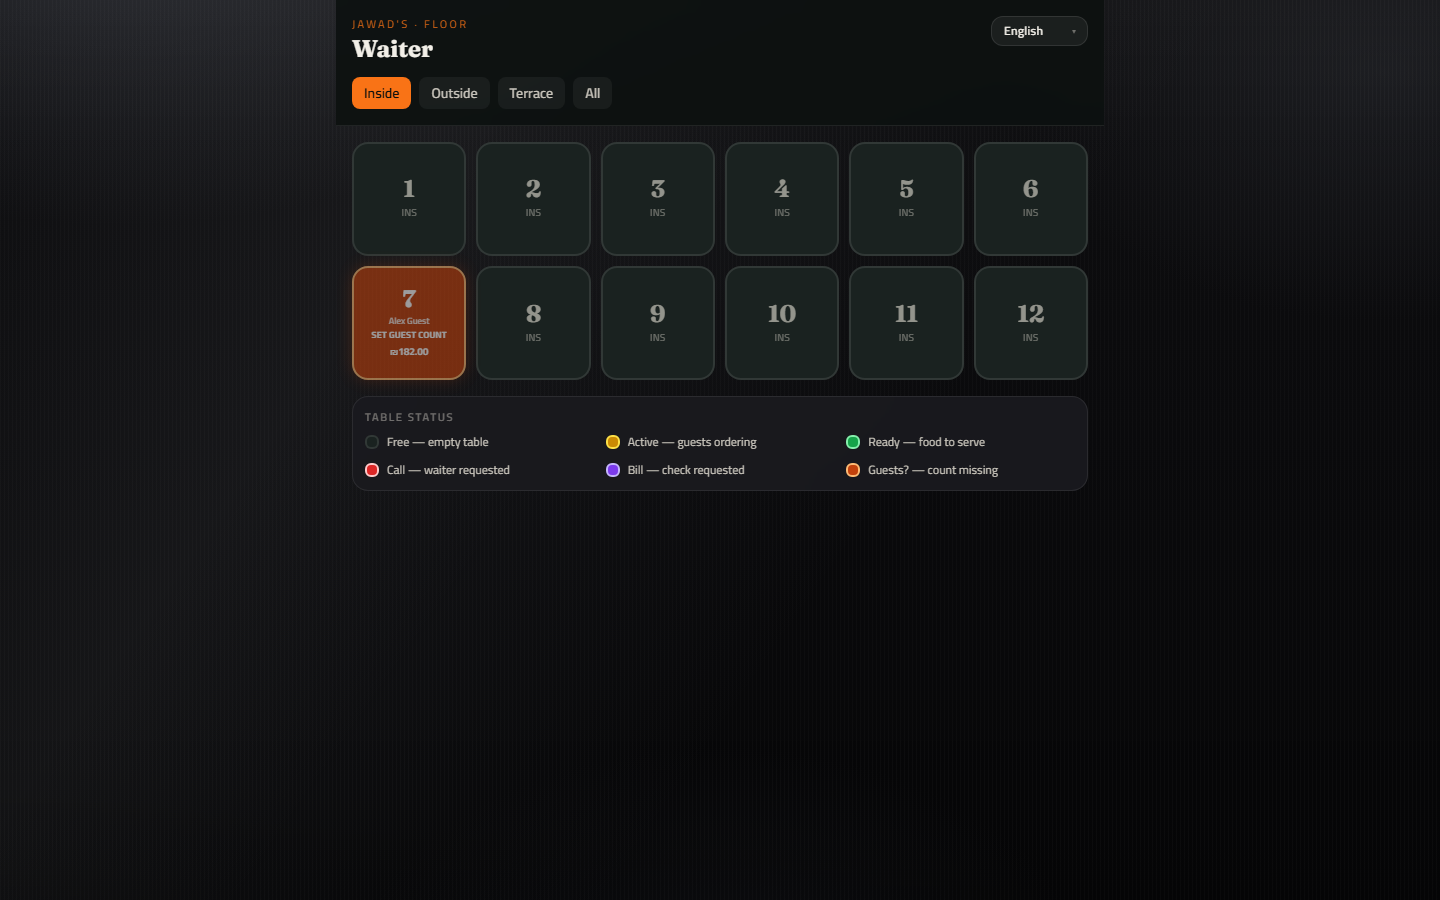 JAWAD'S · FLOOR
Waiter
English
Inside
Outside
Terrace
All
1
INS
2
INS
3
INS
4
INS
5
INS
6
INS
7
Alex Guest
SET GUEST COUNT
₪182.00
8
INS
9
INS
10
INS
11
INS
12
INS
TABLE STATUS
Free — empty table
Active — guests ordering
Ready — food to serve
Call — waiter requested
Bill — check requested
Guests? — count missing